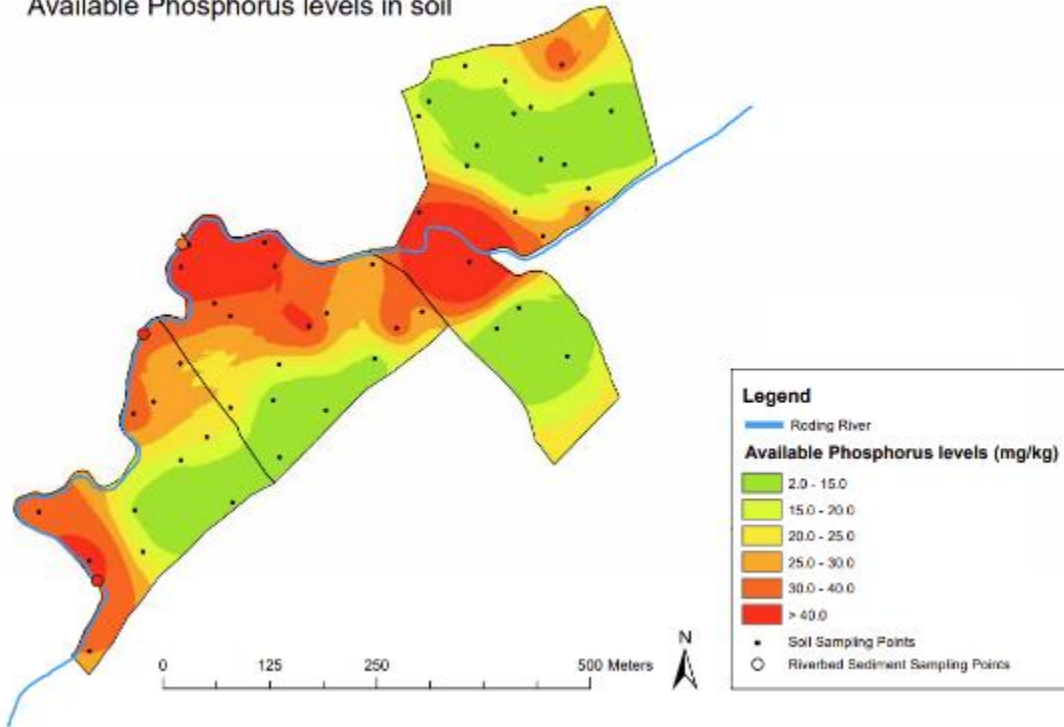 Available Phosphorus levels in soil
Legend
Roding River
Available Phosphorus levels (mg/kg)
2.0 - 15.0
15.0 - 20.0
20.0 - 25.0
25.0 - 30.0
30.0 - 40.0
> 40.0
Soil Sampling Points
Riverbed Sediment Sampling Points
N
0 125 250 500 Meters